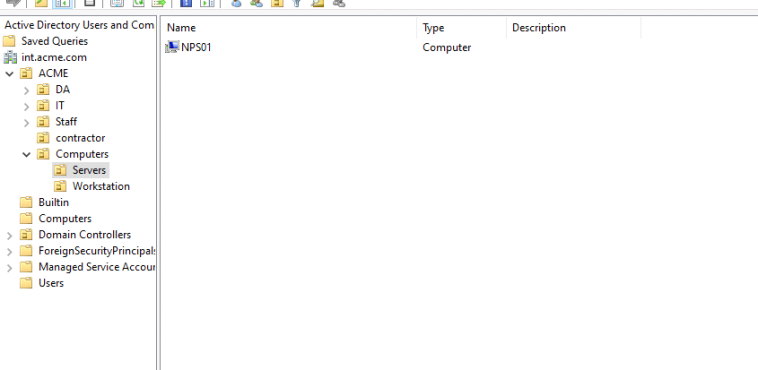 Active Directory Users and Com
Saved Queries
int.acme.com
ACME
DA
IT
Staff
contractor
Computers
Servers
Workstation
Builtin
Computers
Domain Controllers
ForeignSecurityPrincipals
Managed Service Accour
Users
Name Type Description
NPS01 Computer